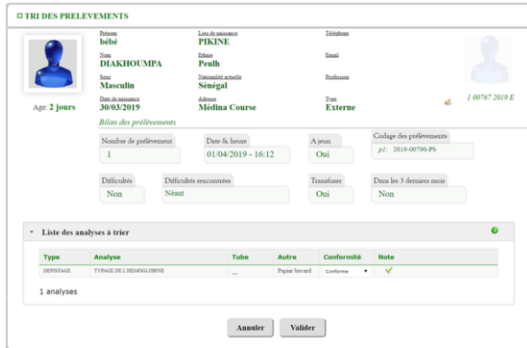 TRI DES PRELEVEMENTS
Prénom Lieu de naissance Téléphone
bébé PIKINE
Nom Ethnie Email
DIAKHOUMPA Peulh
Sexe Nationalité actuelle Profession
Masculin Sénégal
Date de naissance Adresse Type
Age: 2 jours 30/03/2019 Médina Course Externe 1 00767 2019 E
Bilan des prélèvements
Nombre de prélèvement Date & heure A jeun Codage des prélèvements
1 01/04/2019 - 16:12 Oui p1: 2019-00790-Pb
Difficultés Difficultés rencontrées Transfuser Dans les 3 derniers mois
Non Néant Oui Non
Liste des analyses à trier
Type Analyse Tube Autre Conformité Note
DEPISTAGE TYPAGE DE L'HEMOGLOBINE __ Papier buvard Conforme
1 analyses
Annuler Valider